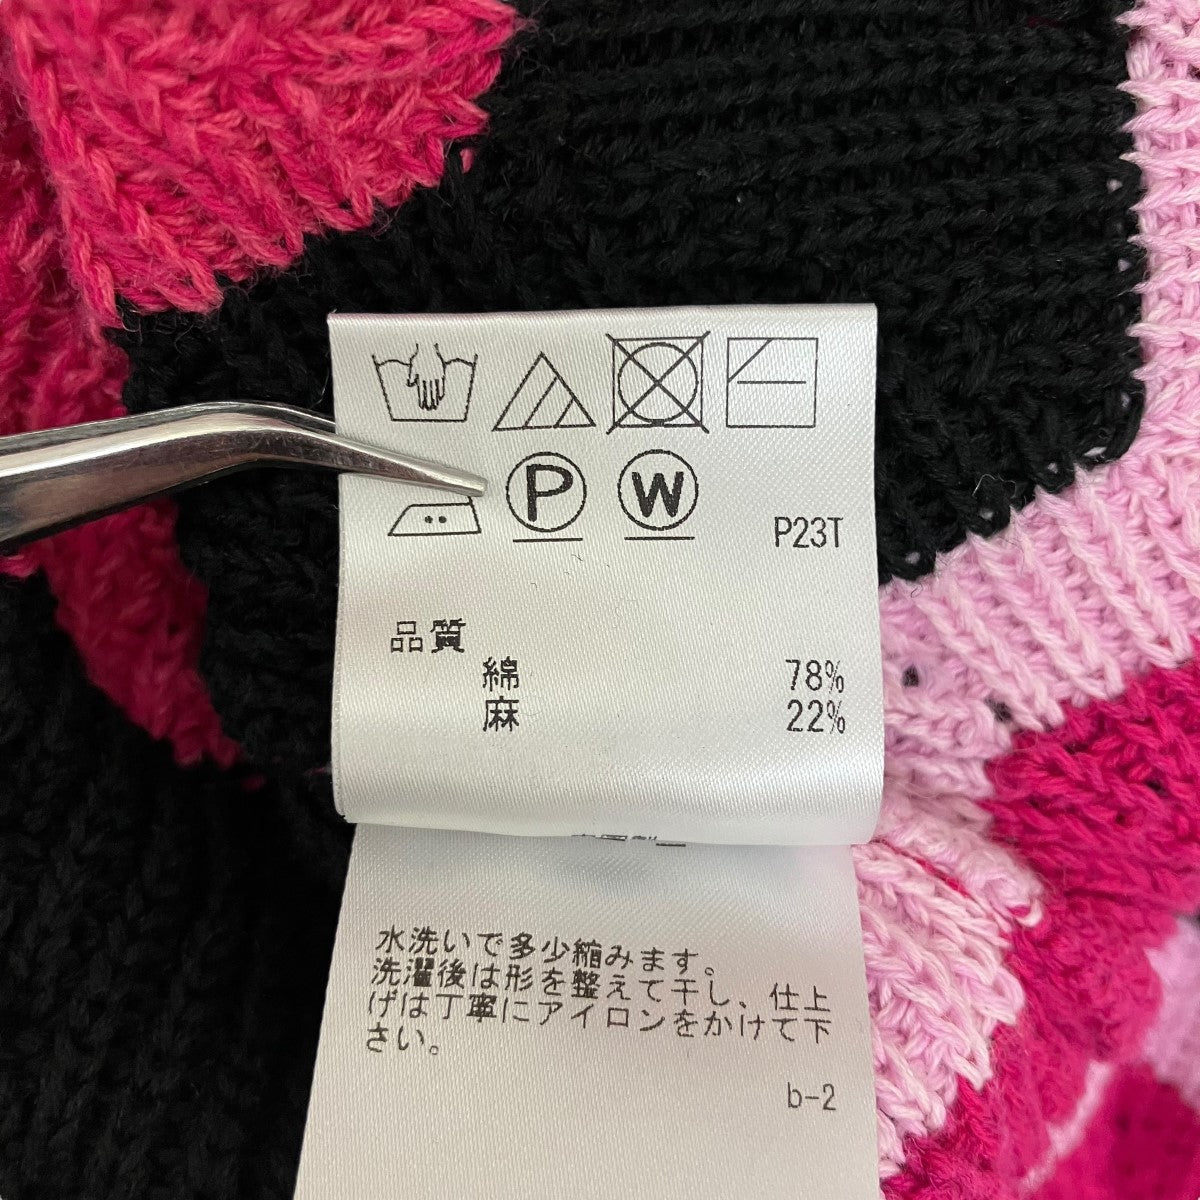 P
W
P23T
品質
綿 78%
麻 22%
水洗いで多少縮みます。
洗濯後は形を整えて干し、仕上
げは丁寧にアイロンをかけて下
さい。
b-2